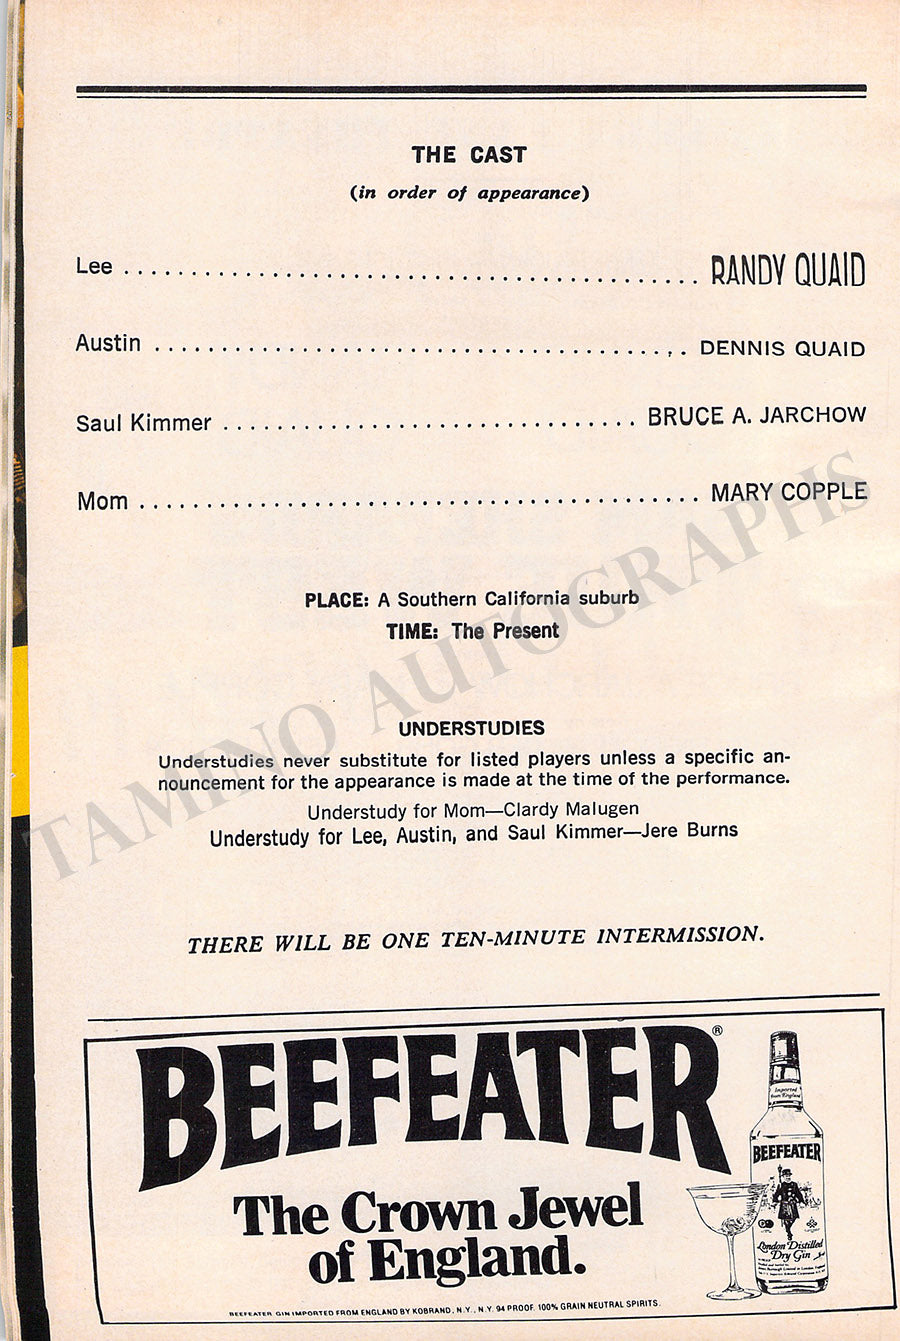 THE CAST
(in order of appearance)
Lee ........................................... RANDY QUAID
Austin ........................................ DENNIS QUAID
Saul Kimmer ............................... BRUCE A. JARCHOW
Mom .......................................... MARY COPPLE
PLACE: A Southern California suburb
TIME: The Present
UNDERSTUDIES
Understudies never substitute for listed players unless a specific an-
nouncement for the appearance is made at the time of the performance.
Understudy for Mom—Clardy Malugen
Understudy for Lee, Austin, and Saul Kimmer—Jere Burns
THERE WILL BE ONE TEN-MINUTE INTERMISSION.
TAMINO AUTOGRAPHS
BEEFEATER®
The Crown Jewel
of England.
BEEFEATER GIN IMPORTED FROM ENGLAND BY KOBRAND, N.Y., N.Y. 94 PROOF. 100% GRAIN NEUTRAL SPIRITS.
Imported
from England
BEEFEATER
London Distilled
Dry Gin